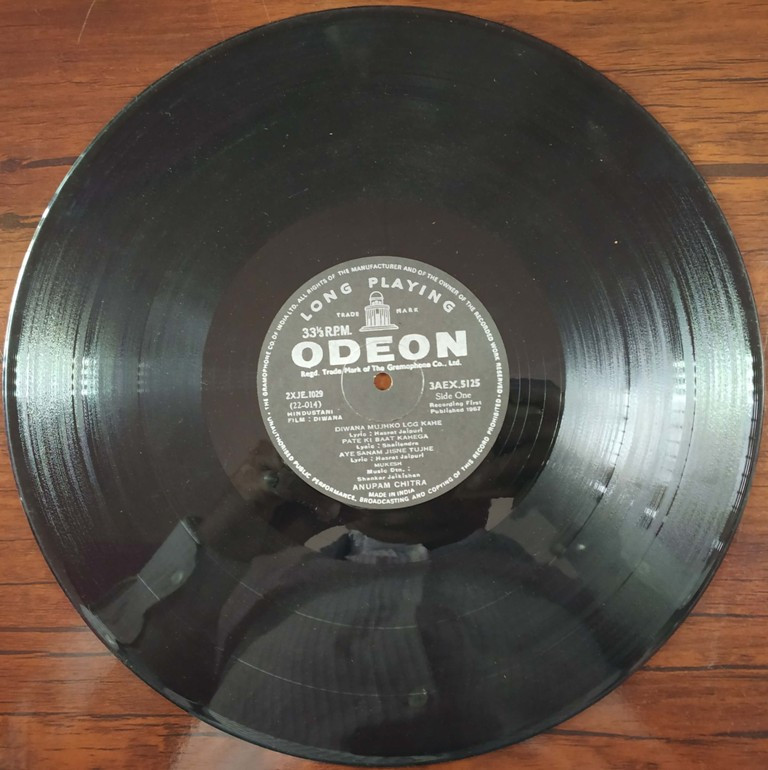 THE GRAMOPHONE CO. OF INDIA LTD. ALL RIGHTS OF THE MANUFACTURER AND OF THE OWNER OF THE RECORDED WORK RESERVED
UNAUTHORISED PUBLIC PERFORMANCE, BROADCASTING AND COPYING OF THIS RECORD PROHIBITED
LONG PLAYING
TRADE MARK
33⅓ R.P.M.
ODEON
Regd. Trade Mark of The Gramophone Co., Ltd.
2XJE.1029
(22-014)
HINDUSTANI
FILM : DIWANA
3AEX.5125
Side One
Recording First
Published 1967
DIWANA MUJHKO LOG KAHE
Lyric : Hasrat Jaipuri
PATE KI BAAT KAHEGA
Lyric : Shailendra
AYE SANAM JISNE TUJHE
Lyric : Hasrat Jaipuri
MUKESH
Music Dtn. :
Shanker Jaikishan
ANUPAM CHITRA
MADE IN INDIA